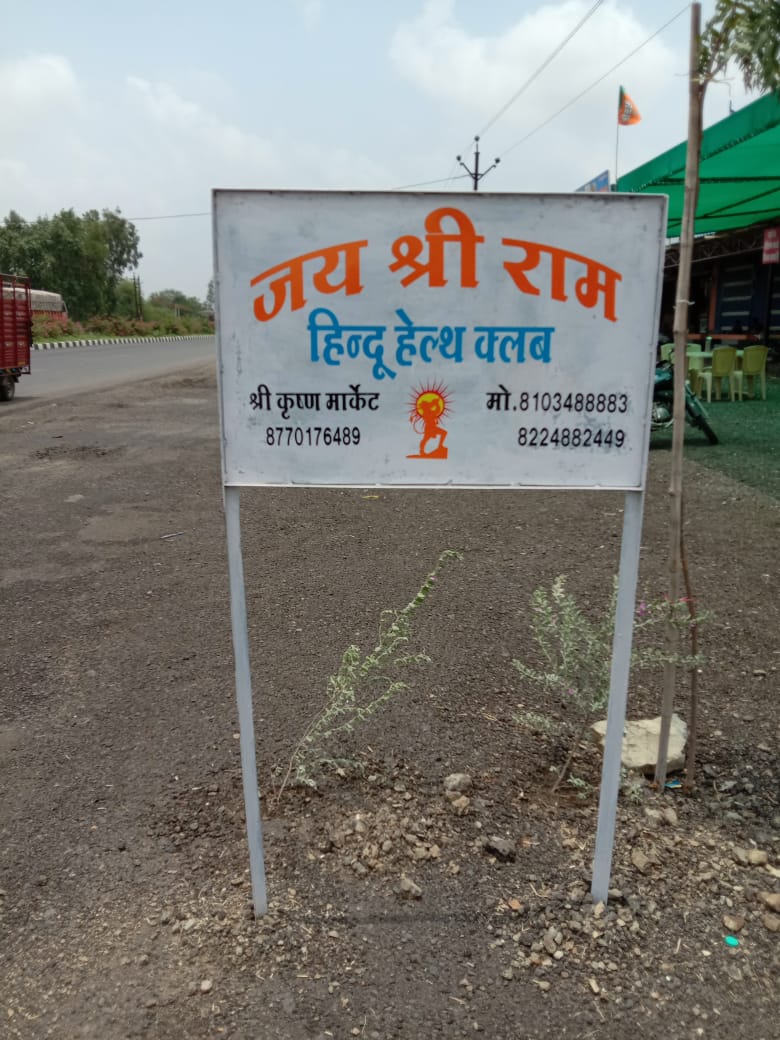 जय श्री राम
हिन्दू हेल्थ क्लब
श्री कृष्ण मार्केट मो.8103488883
8770176489 8224882449